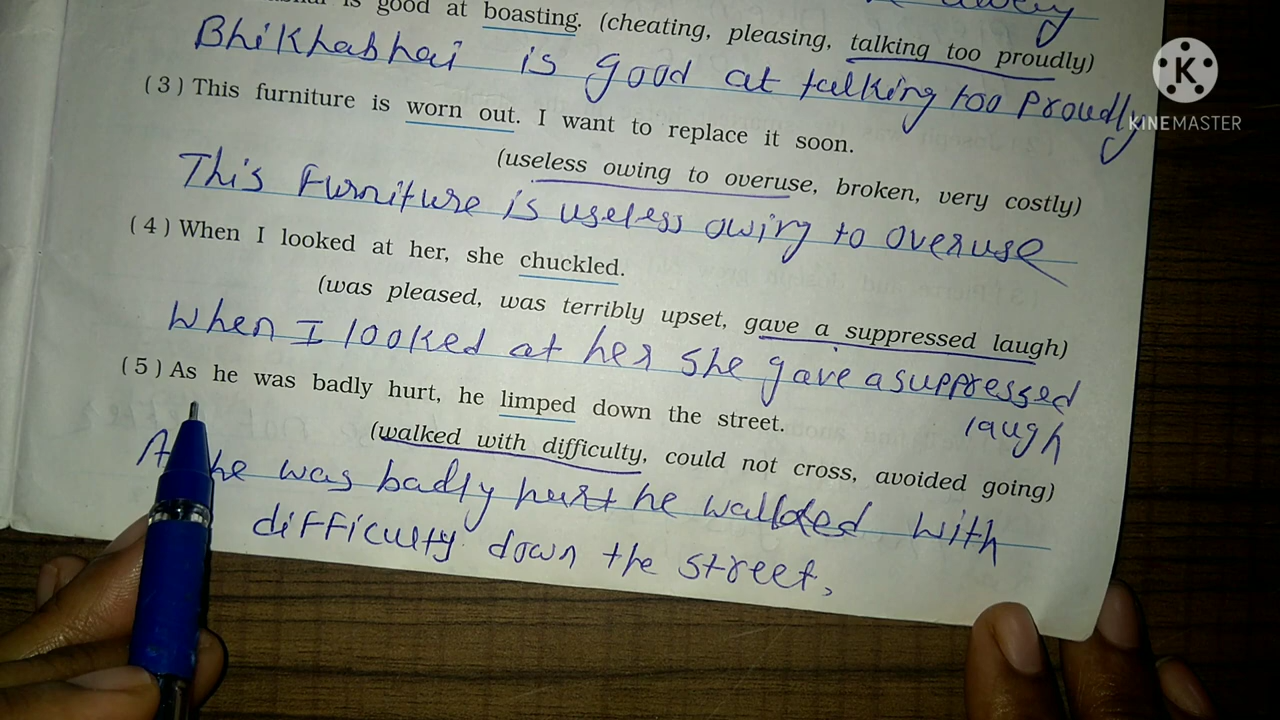 away
is good at boasting. (cheating, pleasing, talking too proudly)
Bhikhabhai is good at talking too proudly
(3) This furniture is worn out. I want to replace it soon.
(useless owing to overuse, broken, very costly)
This Furniture is useless owing to overuse
(4) When I looked at her, she chuckled.
(was pleased, was terribly upset, gave a suppressed laugh)
When I looked at her she gave a suppressed
laugh
(5) As he was badly hurt, he limped down the street.
(walked with difficulty, could not cross, avoided going)
he was badly hurt he walked with
difficulty down the street,
K
KINEMASTER